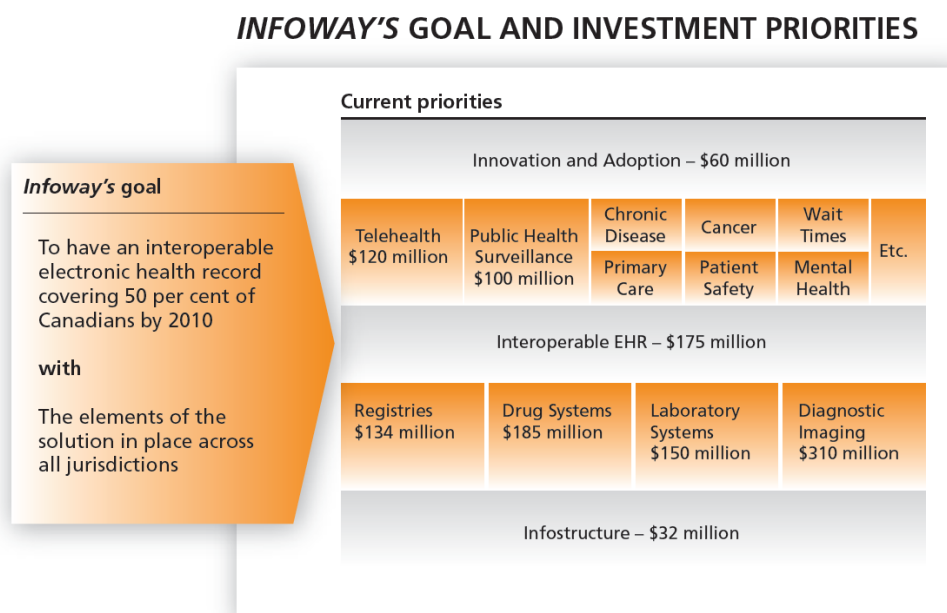 INFOWAY'S GOAL AND INVESTMENT PRIORITIES
Current priorities
Infoway's goal
To have an interoperable
electronic health record
covering 50 per cent of
Canadians by 2010
with
The elements of the
solution in place across
all jurisdictions
Innovation and Adoption – $60 million
Telehealth
$120 million
Public Health
Surveillance
$100 million
Chronic
Disease
Cancer
Wait
Times
Primary
Care
Patient
Safety
Mental
Health
Etc.
Interoperable EHR – $175 million
Registries
$134 million
Drug Systems
$185 million
Laboratory
Systems
$150 million
Diagnostic
Imaging
$310 million
Infostructure – $32 million